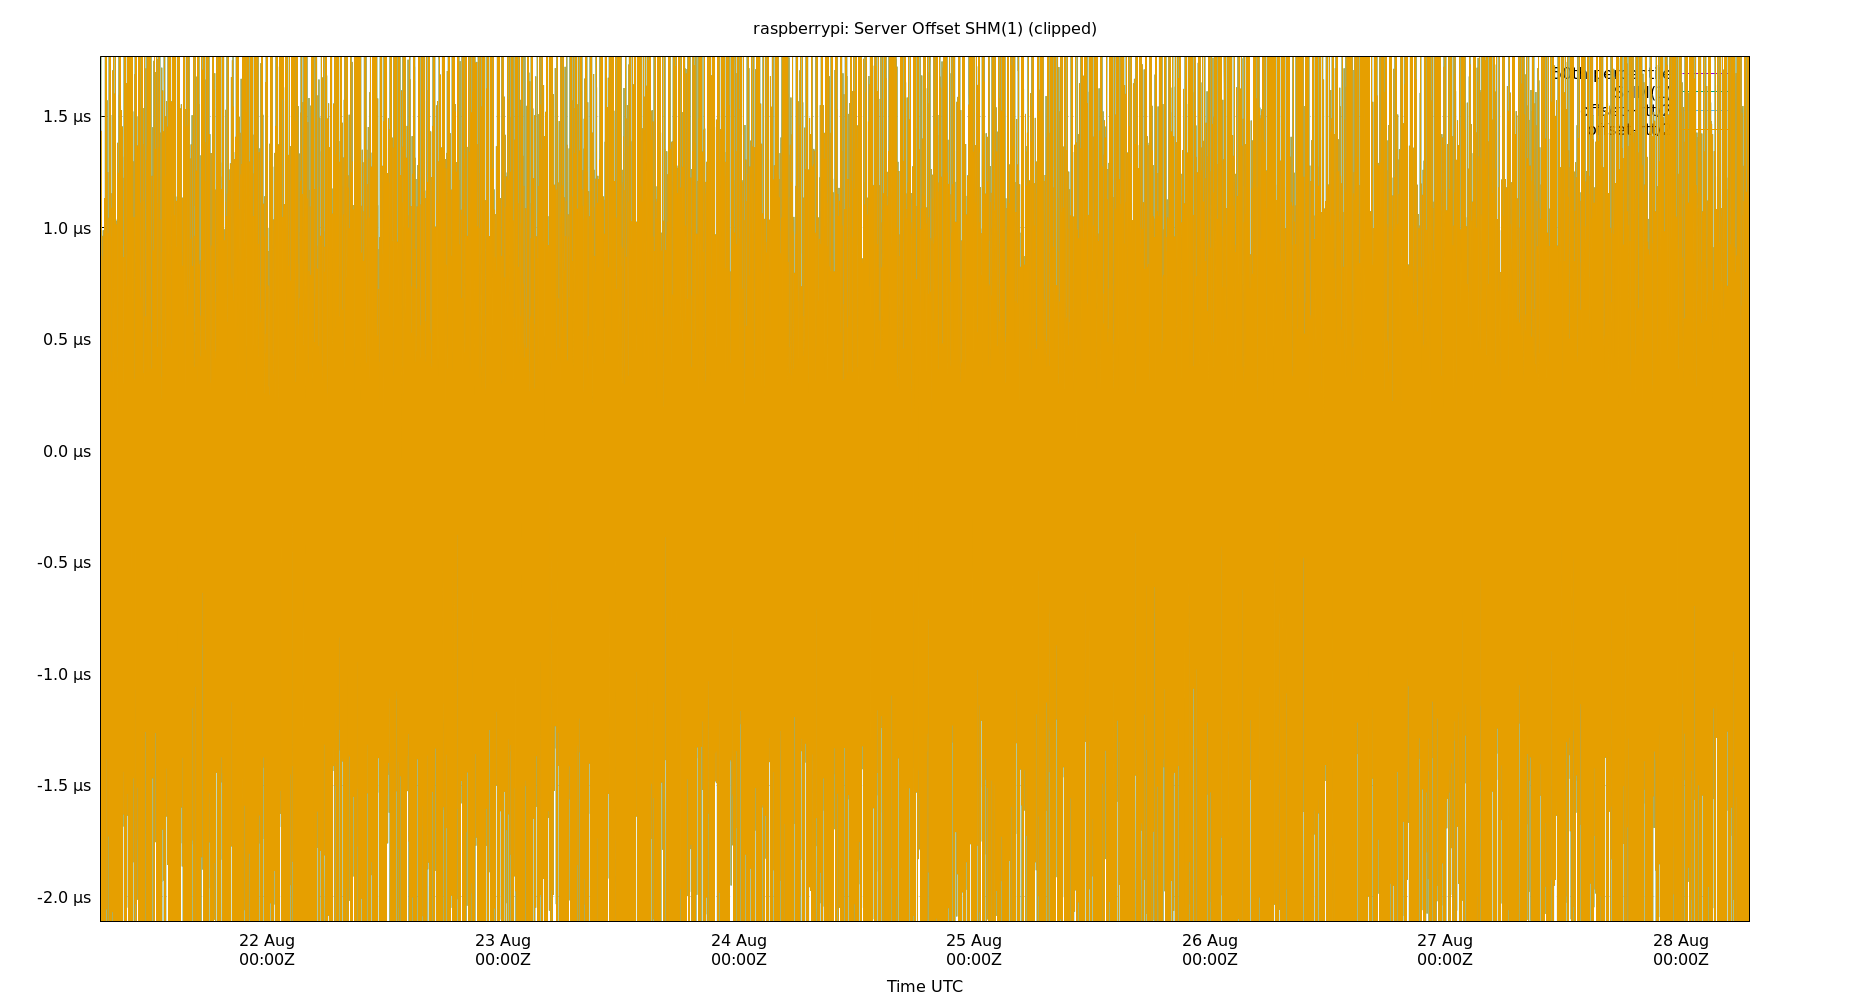 raspberrypi: Server Offset SHM(1) (clipped)
1.5 µs
1.0 µs
0.5 µs
0.0 µs
-0.5 µs
-1.0 µs
-1.5 µs
-2.0 µs
22 Aug 23 Aug 24 Aug 25 Aug 26 Aug 27 Aug 28 Aug
00:00Z 00:00Z 00:00Z 00:00Z 00:00Z 00:00Z 00:00Z
Time UTC